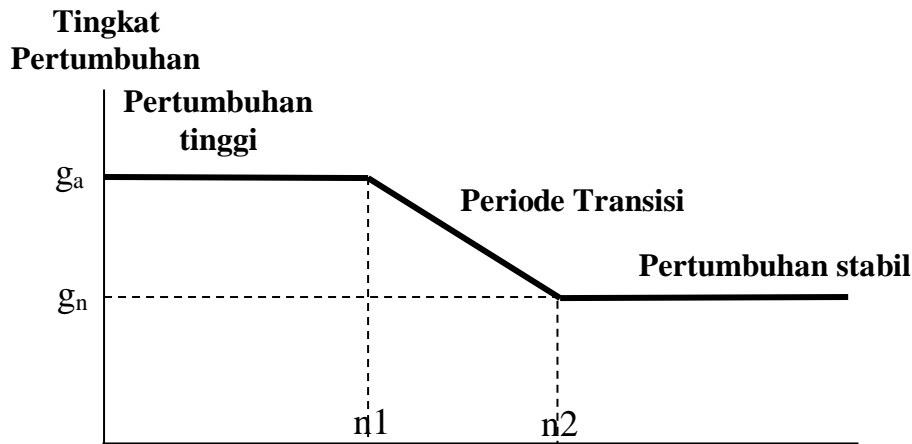 Tingkat
Pertumbuhan
Pertumbuhan
tinggi
gₐ
Periode Transisi
Pertumbuhan stabil
gₙ
n1
n2